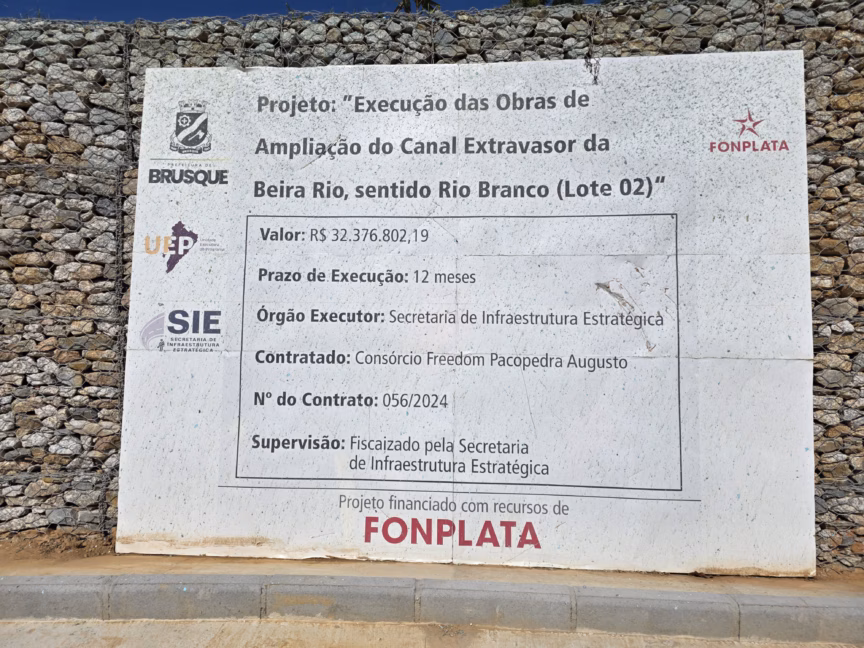 Projeto: "Execução das Obras de
Ampliação do Canal Extravasor da
Beira Rio, sentido Rio Branco (Lote 02)"
PREFEITURA DE
BRUSQUE
UEP
SIE
SECRETARIA DE
INFRAESTRUTURA
ESTRATÉGICA
FONPLATA
Valor: R$ 32.376.802,19
Prazo de Execução: 12 meses
Órgão Executor: Secretaria de Infraestrutura Estratégica
Contratado: Consórcio Freedom Pacopedra Augusto
Nº do Contrato: 056/2024
Supervisão: Fiscaizado pela Secretaria
de Infraestrutura Estratégica
Projeto financiado com recursos de
FONPLATA